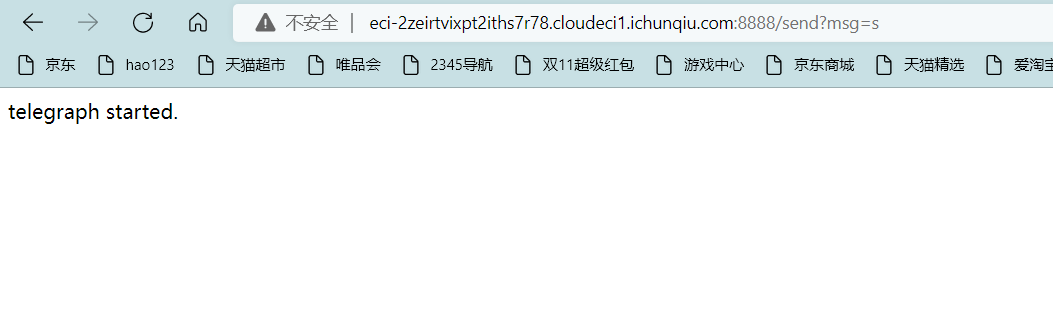 不安全 | eci-2zeirtvixpt2iths7r78.cloudeci1.ichunqiu.com:8888/send?msg=s
京东 hao123 天猫超市 唯品会 2345导航 双11超级红包 游戏中心 京东商城 天猫精选 爱淘宝
telegraph started.